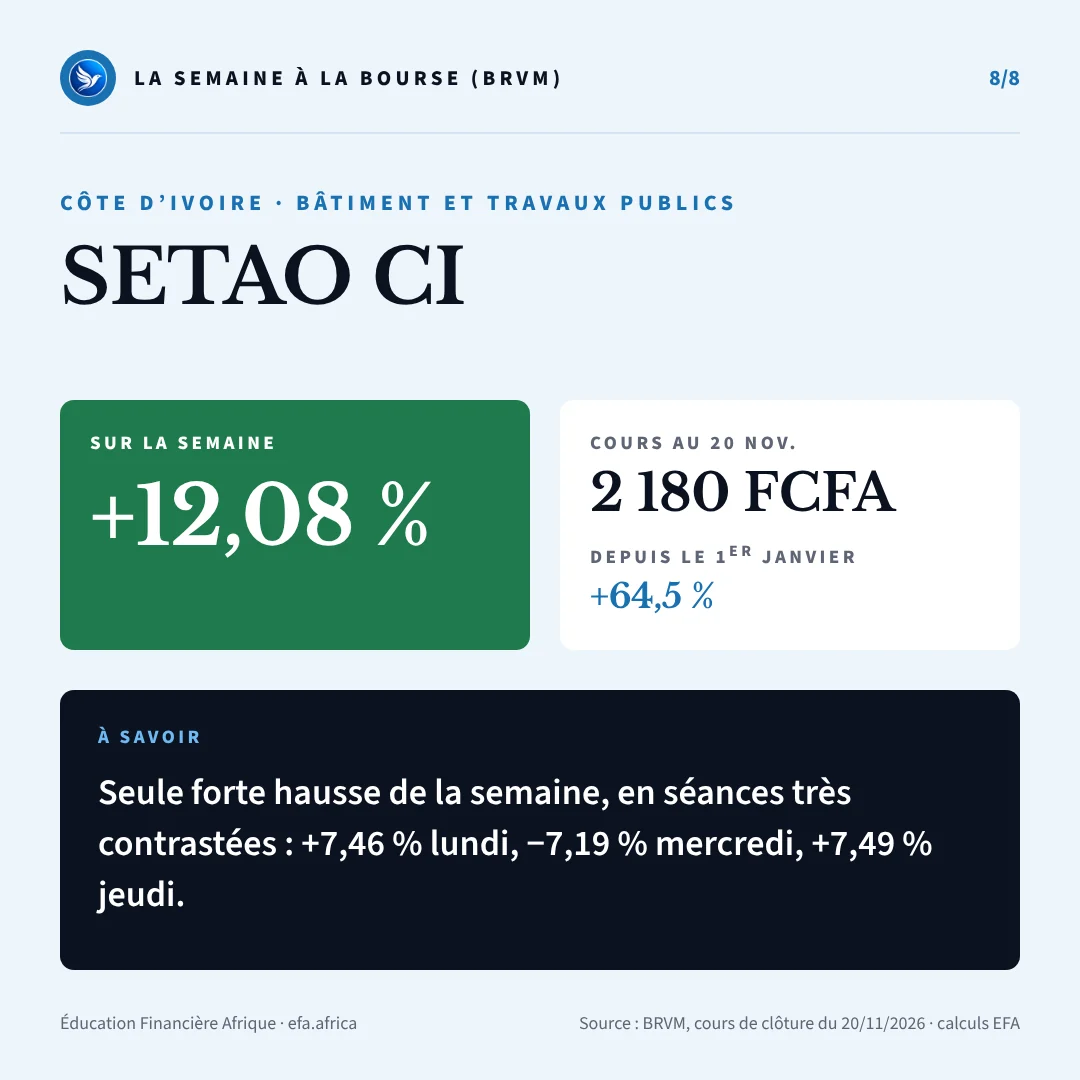 LA SEMAINE À LA BOURSE (BRVM)
8/8
CÔTE D’IVOIRE · BÂTIMENT ET TRAVAUX PUBLICS
SETAO CI
SUR LA SEMAINE
+12,08 %
COURS AU 20 NOV.
2 180 FCFA
DEPUIS LE 1ER JANVIER
+64,5 %
À SAVOIR
Seule forte hausse de la semaine, en séances très
contrastées : +7,46 % lundi, −7,19 % mercredi, +7,49 %
jeudi.
Éducation Financière Afrique · efa.africa
Source : BRVM, cours de clôture du 20/11/2026 · calculs EFA